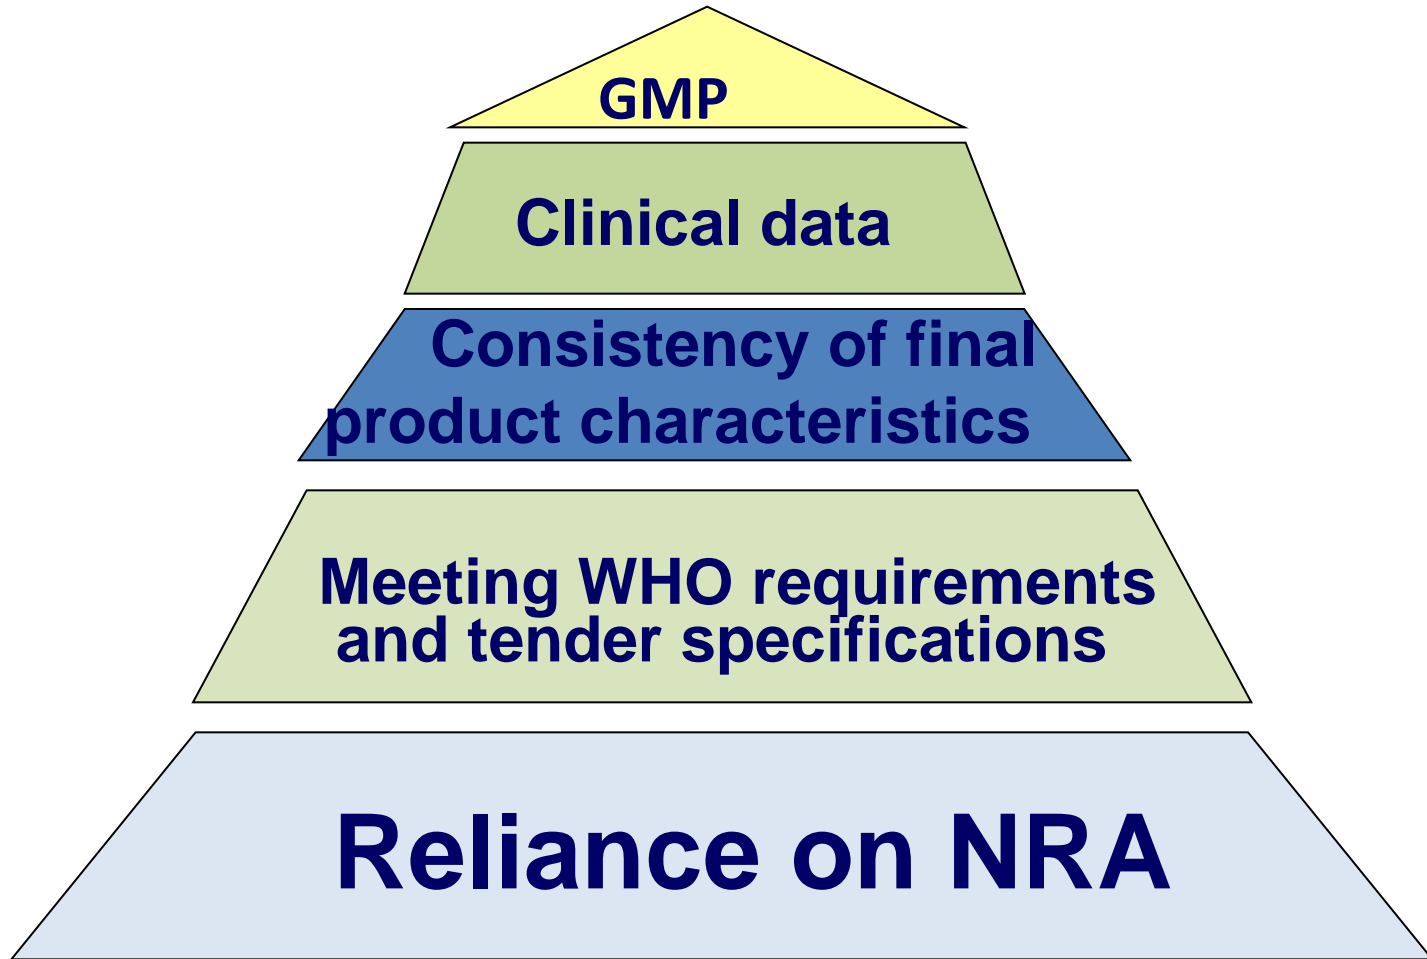 GMP
Clinical data
Consistency of final
product characteristics
Meeting WHO requirements
and tender specifications
Reliance on NRA